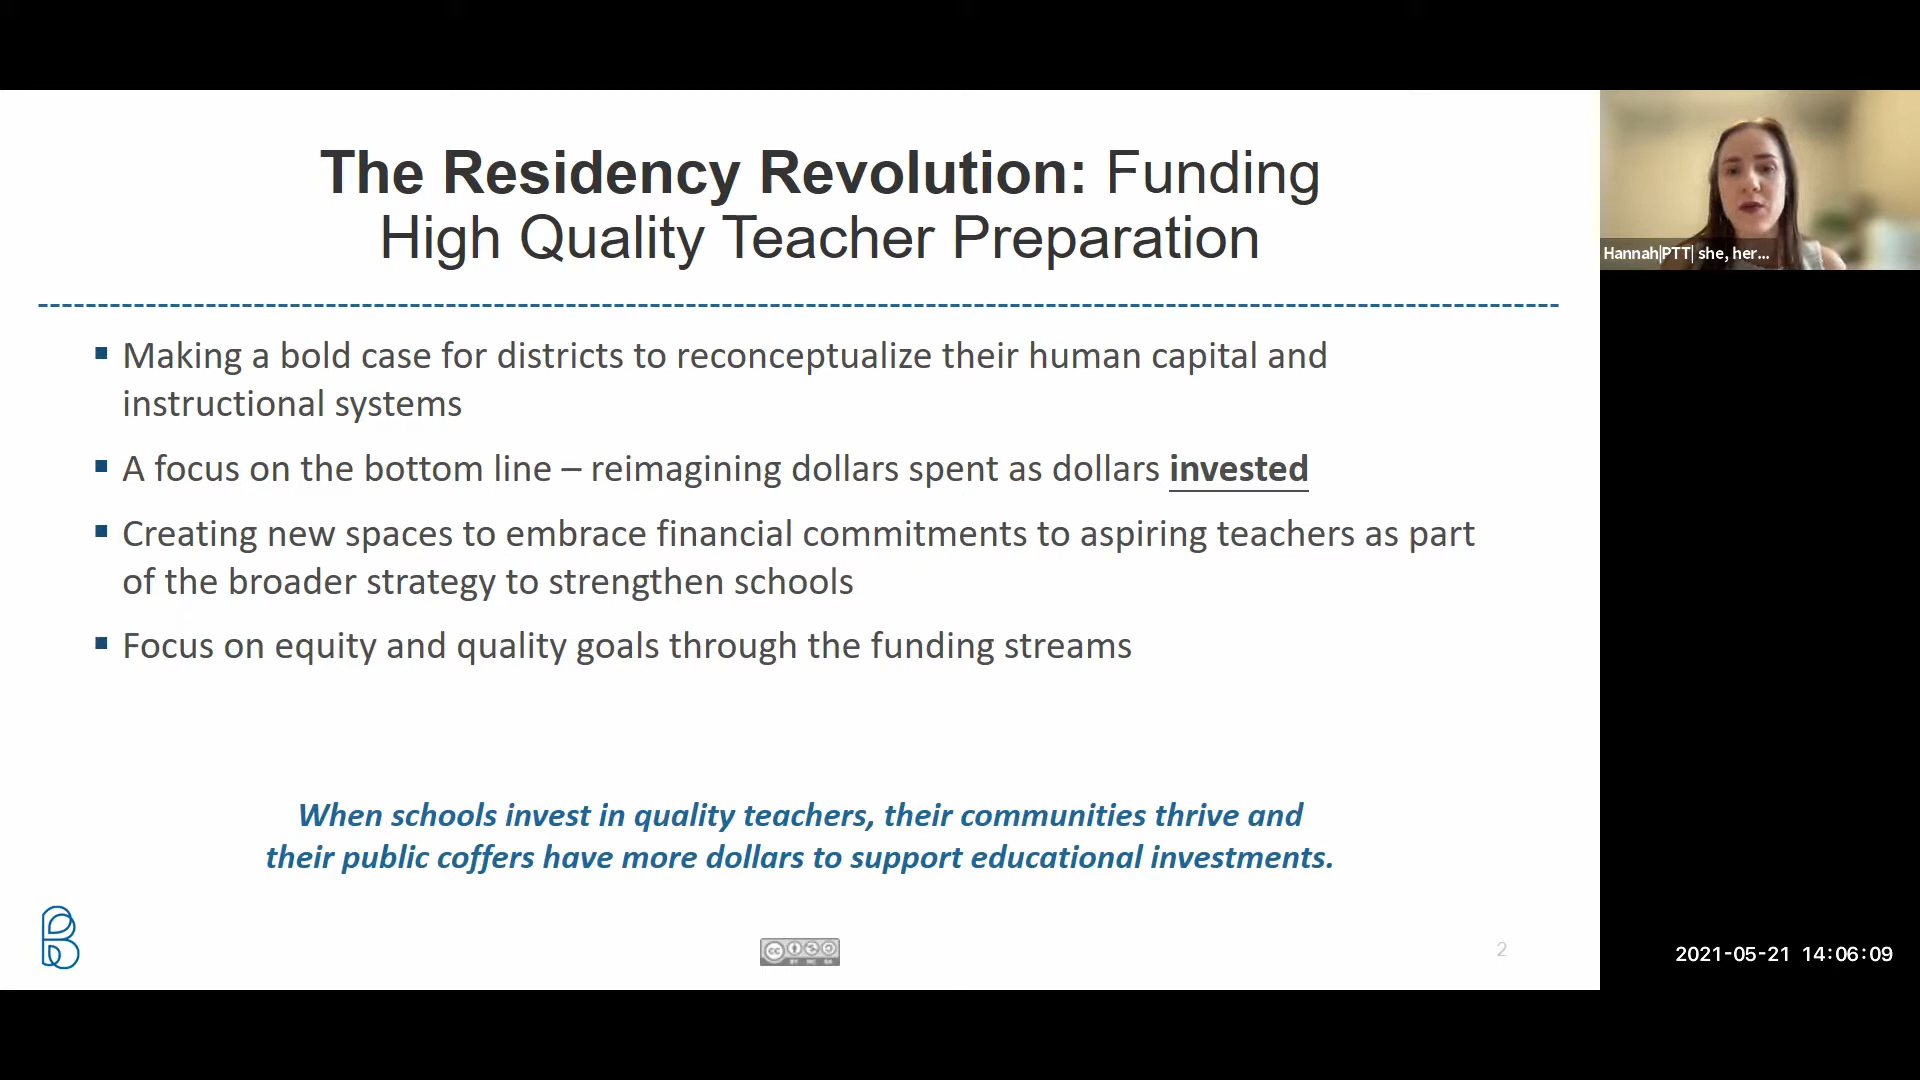 The Residency Revolution: Funding
High Quality Teacher Preparation
Making a bold case for districts to reconceptualize their human capital and
instructional systems
A focus on the bottom line – reimagining dollars spent as dollars invested
Creating new spaces to embrace financial commitments to aspiring teachers as part
of the broader strategy to strengthen schools
Focus on equity and quality goals through the funding streams
When schools invest in quality teachers, their communities thrive and
their public coffers have more dollars to support educational investments.
cc
BY NC SA
2
Hannah|PTT| she, her...
2021-05-21 14:06:09